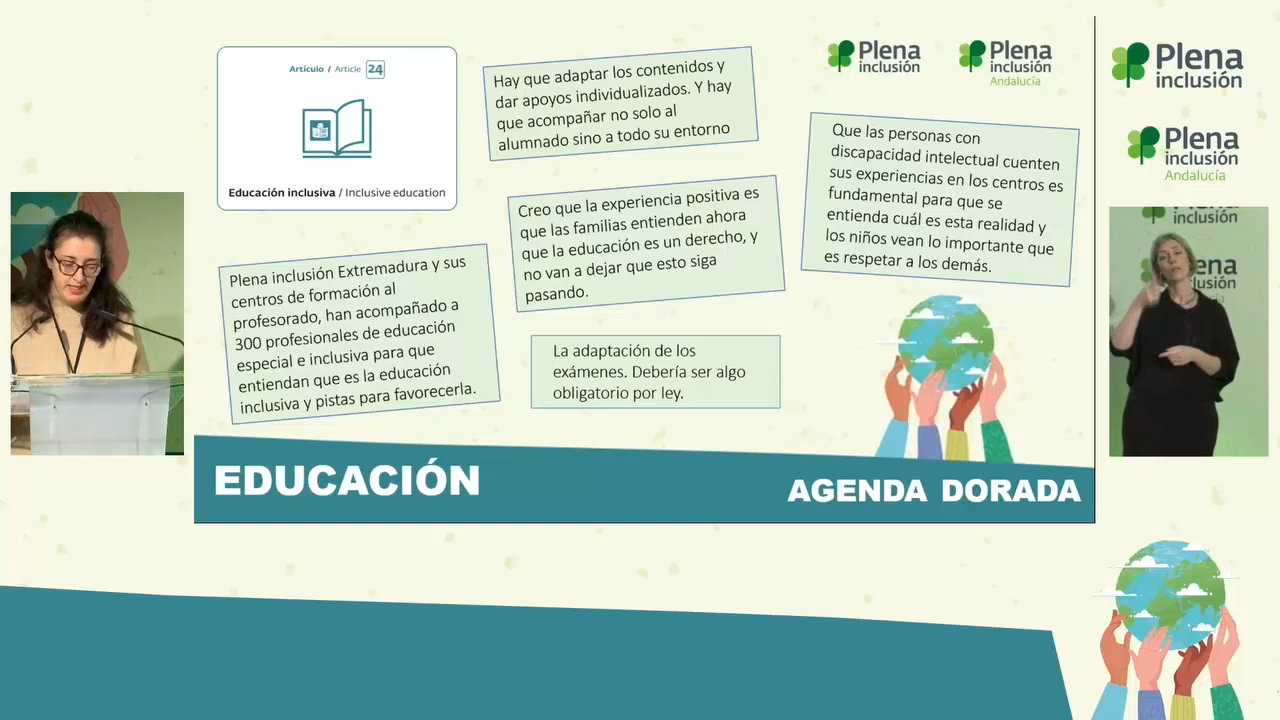 Artículo / Article 24
Educación inclusiva / Inclusive education
Hay que adaptar los contenidos y
dar apoyos individualizados. Y hay
que acompañar no solo al
alumnado sino a todo su entorno
Plena
inclusión
Plena
inclusión
Andalucía
Plena
inclusión
Plena
inclusión
Andalucía
Que las personas con
discapacidad intelectual cuenten
sus experiencias en los centros es
fundamental para que se
entienda cuál es esta realidad y
los niños vean lo importante que
es respetar a los demás.
Creo que la experiencia positiva es
que las familias entienden ahora
que la educación es un derecho, y
no van a dejar que esto siga
pasando.
Plena inclusión Extremadura y sus
centros de formación al
profesorado, han acompañado a
300 profesionales de educación
especial e inclusiva para que
entiendan que es la educación
inclusiva y pistas para favorecerla.
La adaptación de los
exámenes. Debería ser algo
obligatorio por ley.
inclusión
EDUCACIÓN
AGENDA DORADA